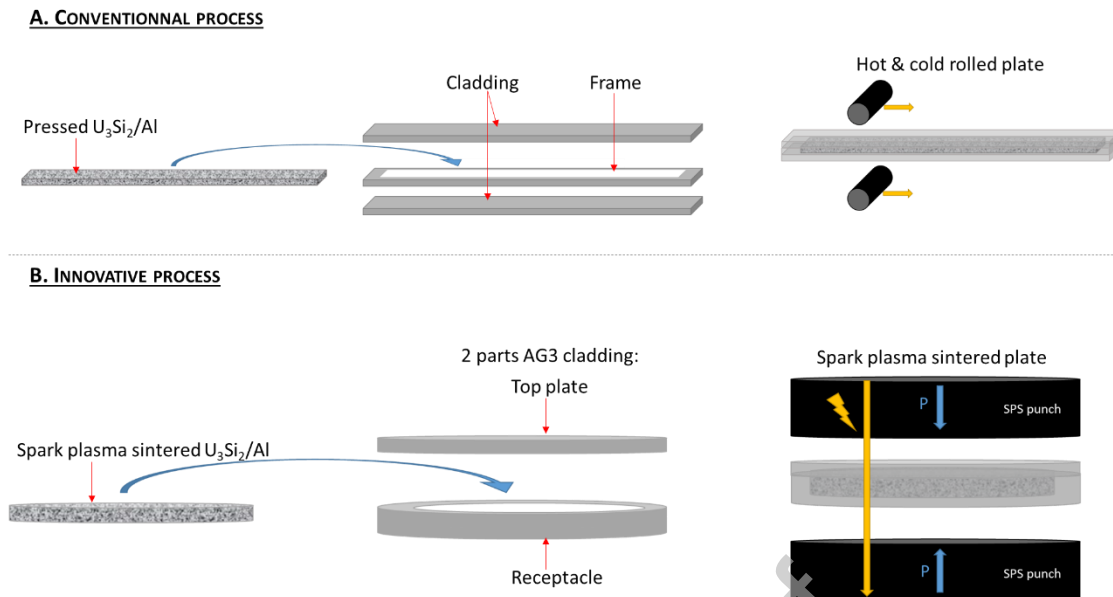 A. CONVENTIONNAL PROCESS
Cladding
Frame
Hot & cold rolled plate
Pressed U₃Si₂/Al
B. INNOVATIVE PROCESS
2 parts AG3 cladding:
Top plate
Spark plasma sintered plate
P
SPS punch
Spark plasma sintered U₃Si₂/Al
Receptacle
P
SPS punch